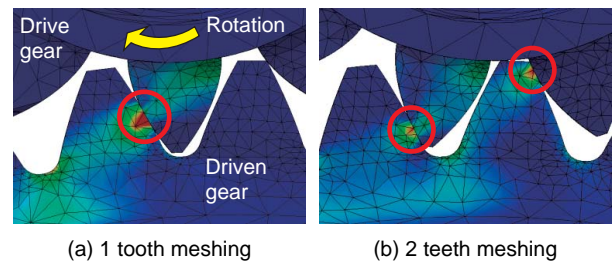 Drive
gear
Rotation
Driven
gear
(a) 1 tooth meshing
(b) 2 teeth meshing